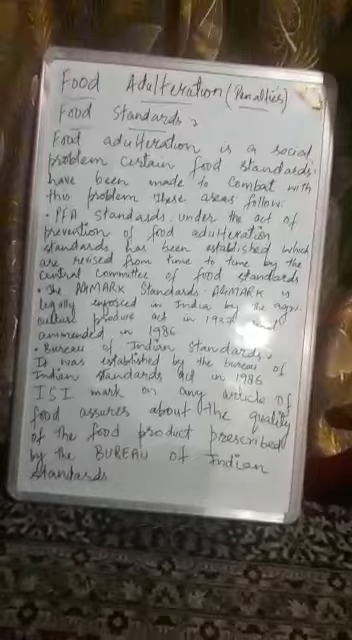 Food Adulteration (Penalties)
Food Standards
Food adulteration is a social
problem certain food standards
have been made to combat with
this problem These areas follow:
• PFA Standards. under the act of
prevention of food adulteration
standards has been established which
are revised from time to time by the
central committee of food standards
• The AGMARK Standards. AGMARK is
legally enforced in India by the agri-
culture produce act in and
ammended in 1986
• Bureau of Indian Standards,
It was established by the bureau of
Indian standards act in 1986
ISI mark on any article of
food assures about the quality
of the food product prescribed
by the BUREAU of Indian
standards